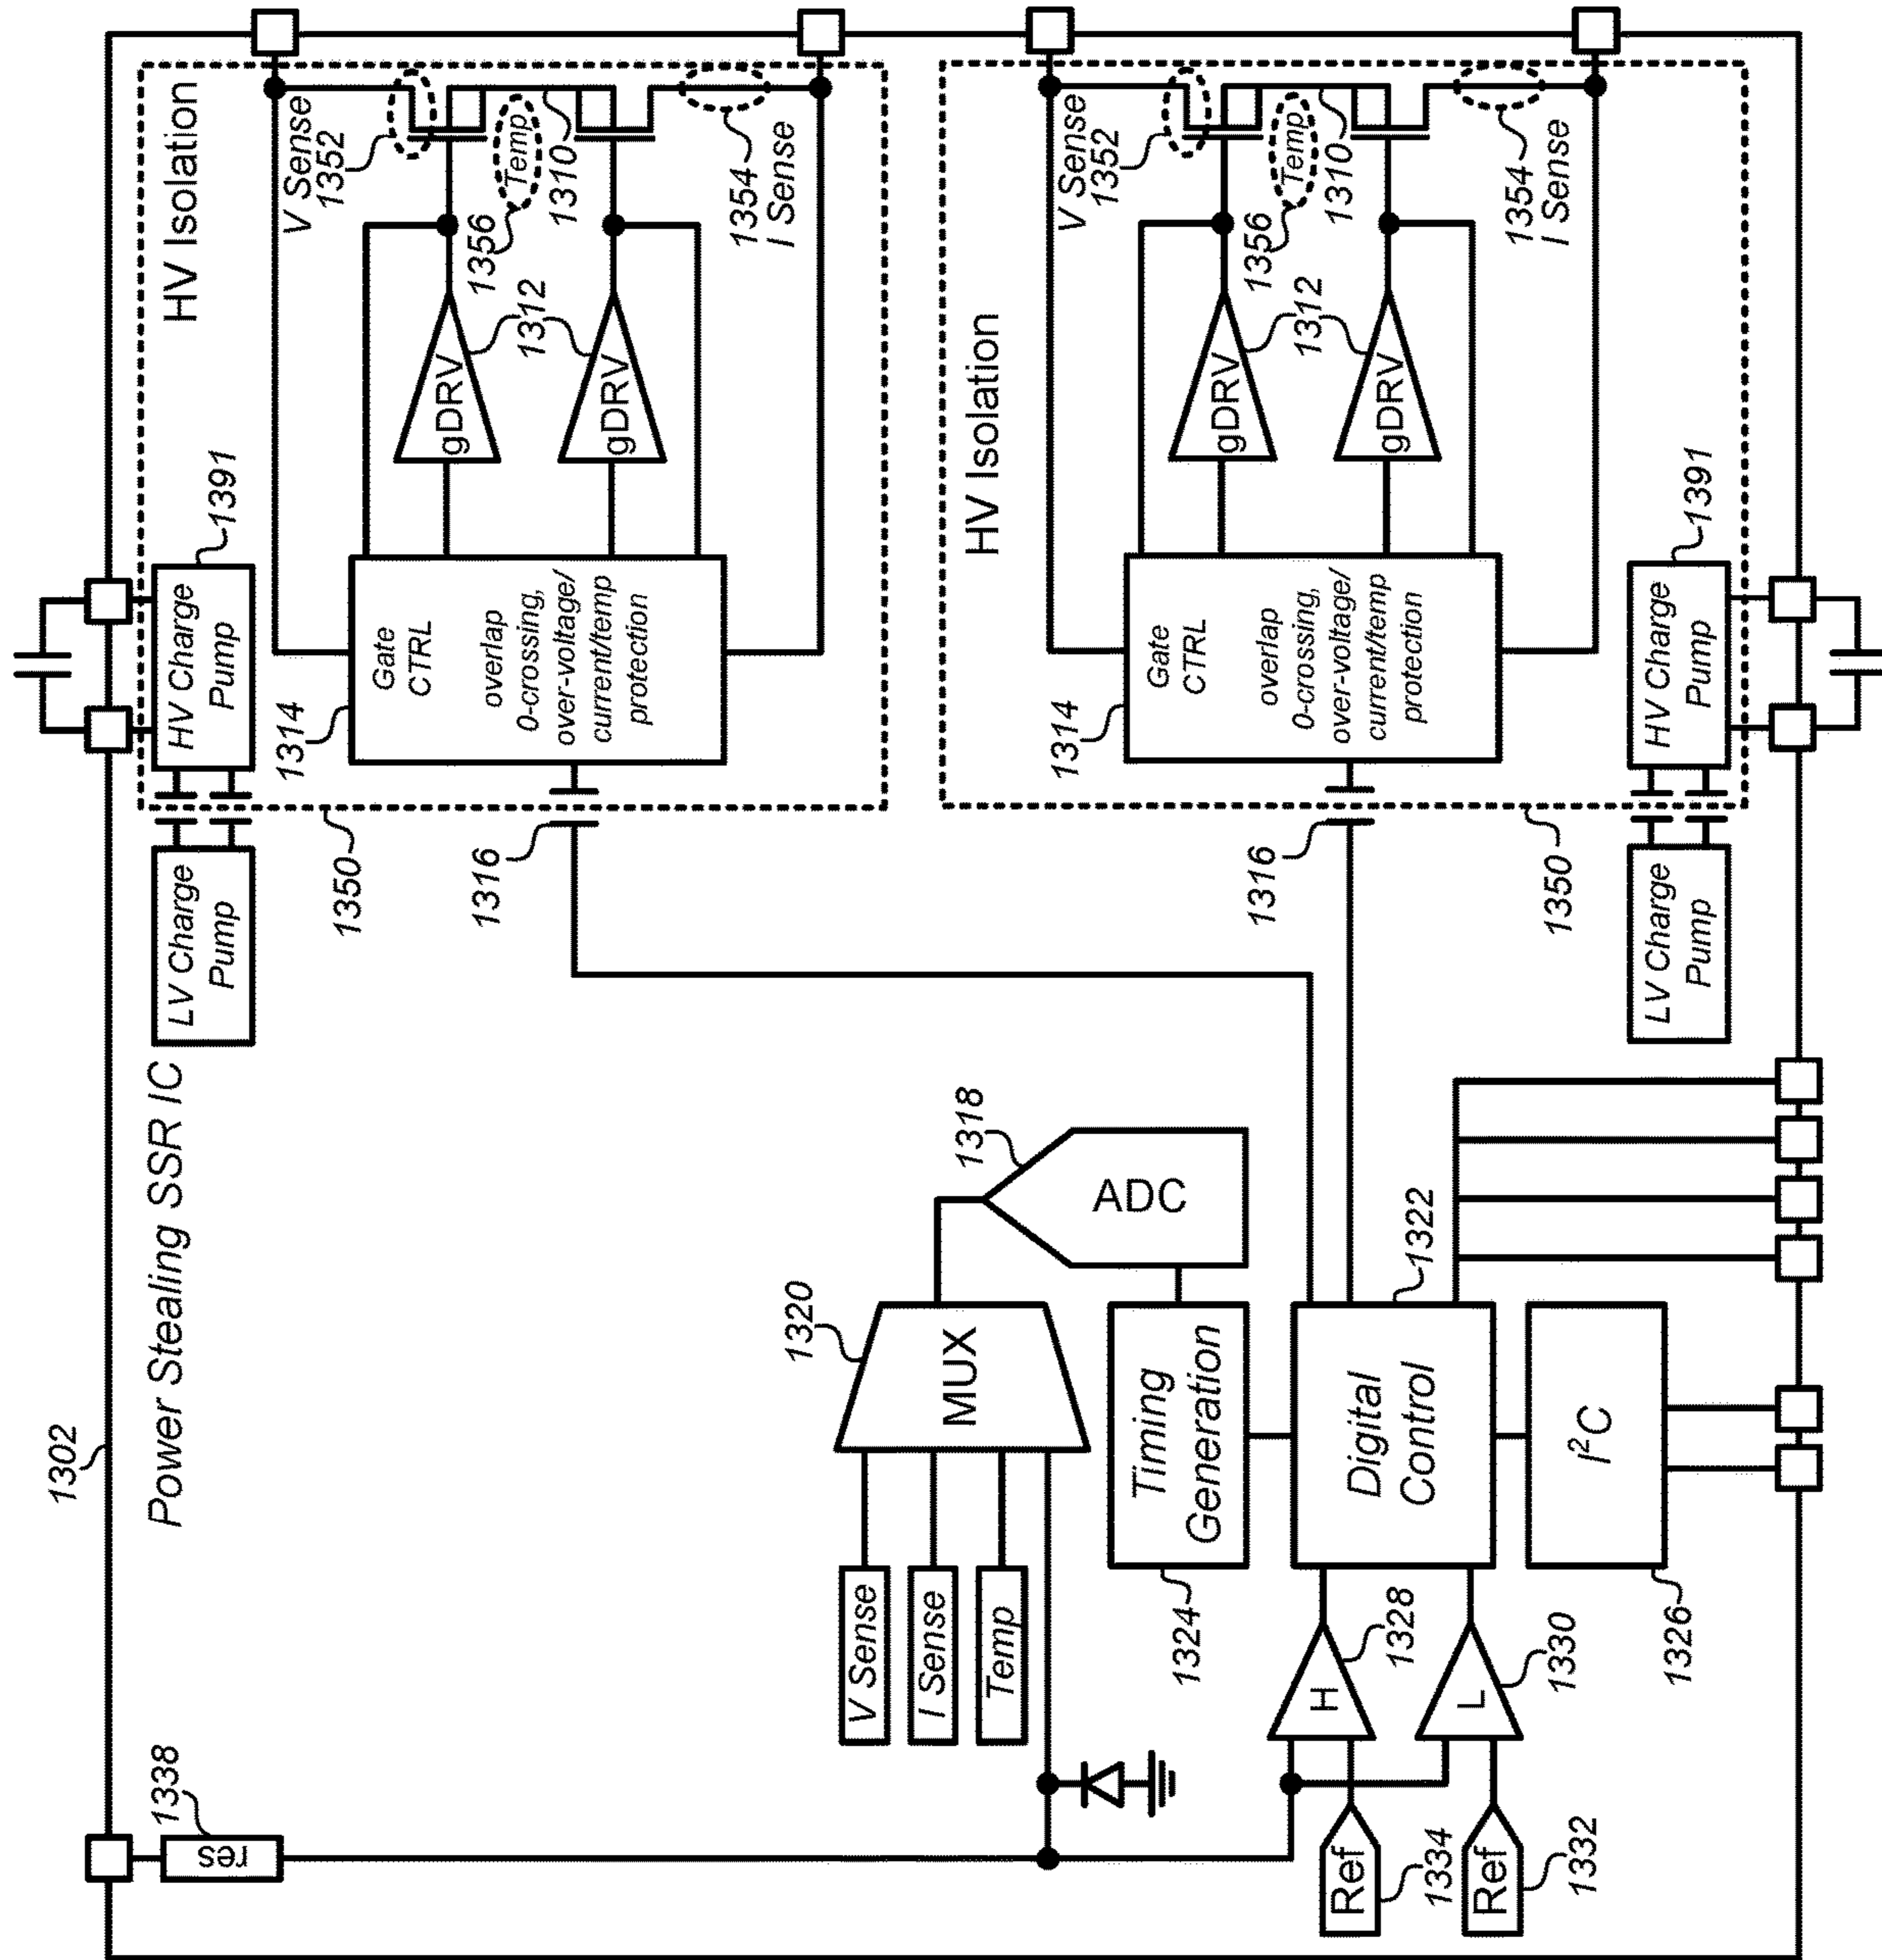 1302
Power Stealing SSR IC
1338
res
V Sense
I Sense
Temp
1320
MUX
1318
ADC
1324
Timing
Generation
1322
Digital
Control
1326
I²C
H
1328
L
1330
Ref
1334
Ref
1332
LV Charge
Pump
HV Charge
Pump
1391
HV Isolation
1350
1316
1314
Gate
CTRL
overlap
0-crossing,
over-voltage/
current/temp
protection
gDRV
gDRV
1312
V Sense
1352
1356
Temp
1310
1354
I Sense
HV Isolation
1314
Gate
CTRL
overlap
0-crossing,
over-voltage/
current/temp
protection
gDRV
gDRV
1312
V Sense
1352
1356
Temp
1310
1354
I Sense
1316
1350
LV Charge
Pump
HV Charge
Pump
1391